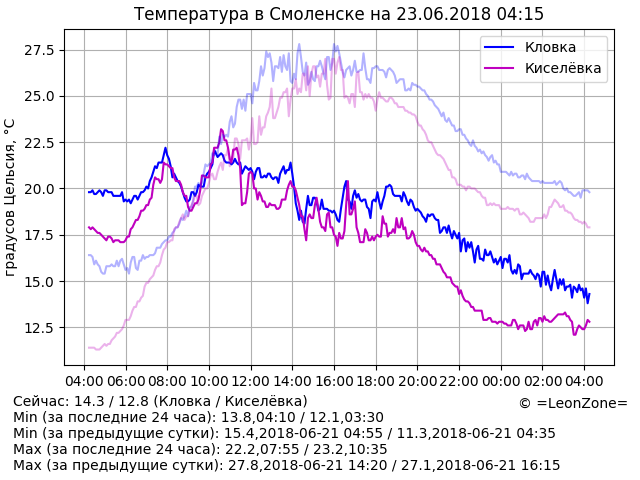 Температура в Смоленске на 23.06.2018 04:15
градусов Цельсия, °C
27.5
25.0
22.5
20.0
17.5
15.0
12.5
Кловка
Киселёвка
04:00 06:00 08:00 10:00 12:00 14:00 16:00 18:00 20:00 22:00 00:00 02:00 04:00
Сейчас: 14.3 / 12.8 (Кловка / Киселёвка)
© =LeonZone=
Min (за последние 24 часа): 13.8,04:10 / 12.1,03:30
Min (за предыдущие сутки): 15.4,2018-06-21 04:55 / 11.3,2018-06-21 04:35
Max (за последние 24 часа): 22.2,07:55 / 23.2,10:35
Max (за предыдущие сутки): 27.8,2018-06-21 14:20 / 27.1,2018-06-21 16:15